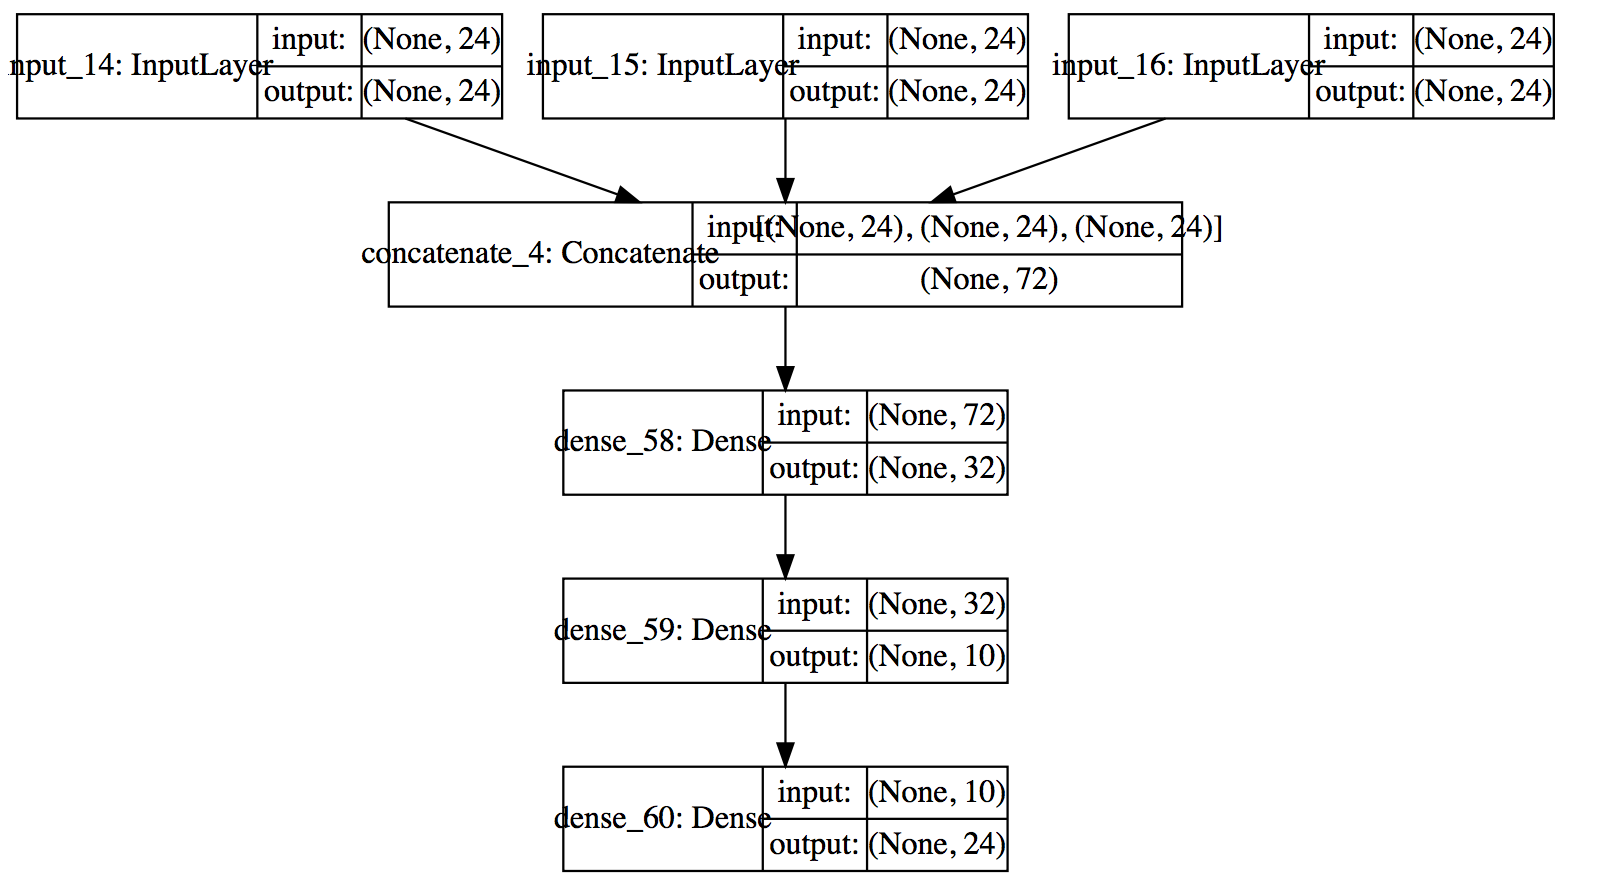 nput_14: InputLayer
input: (None, 24)
output: (None, 24)
input_15: InputLayer
input: (None, 24)
output: (None, 24)
input_16: InputLayer
input: (None, 24)
output: (None, 24)
concatenate_4: Concatenate
input: [(None, 24), (None, 24), (None, 24)]
output: (None, 72)
dense_58: Dense
input: (None, 72)
output: (None, 32)
dense_59: Dense
input: (None, 32)
output: (None, 10)
dense_60: Dense
input: (None, 10)
output: (None, 24)